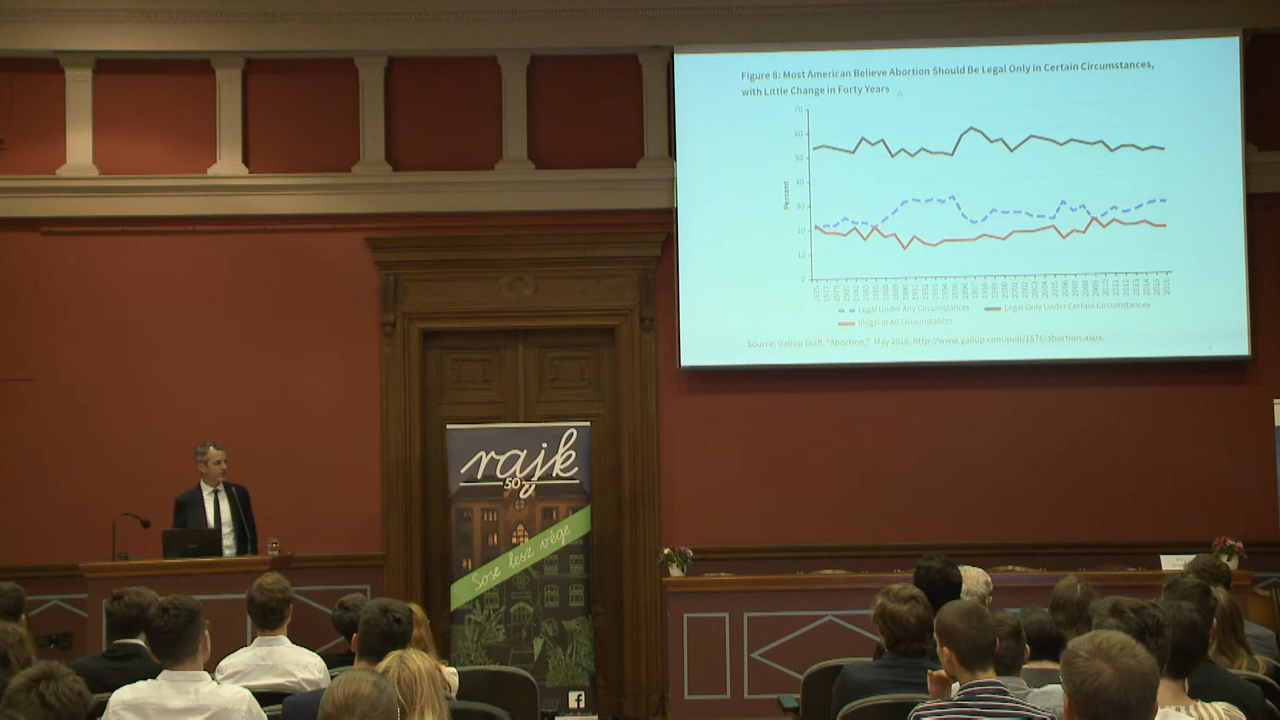 Figure 8: Most American Believe Abortion Should Be Legal Only in Certain Circumstances,
with Little Change in Forty Years
70
60
50
40
30
20
10
0
Percent
Legal Under Any Circumstances
Legal Only Under Certain Circumstances
Illegal in All Circumstances
Source: Gallup Staff, "Abortion," May 2016, http://www.gallup.com/poll/1576/abortion.aspx.
rajk
50
Sose lesz vége
f